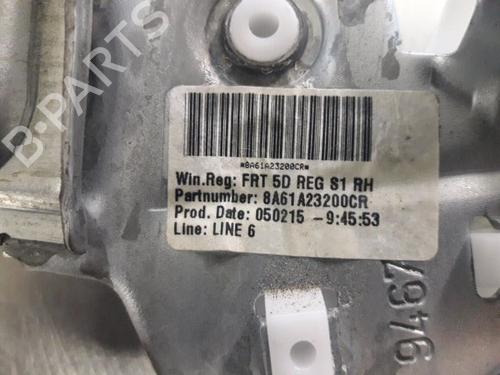 B-PARTS
*8A61A23200CR*
Win.Reg: FRT 5D REG S1 RH
Partnumber: 8A61A23200CR
Prod. Date: 050215 -9:45:53
Line: LINE 6